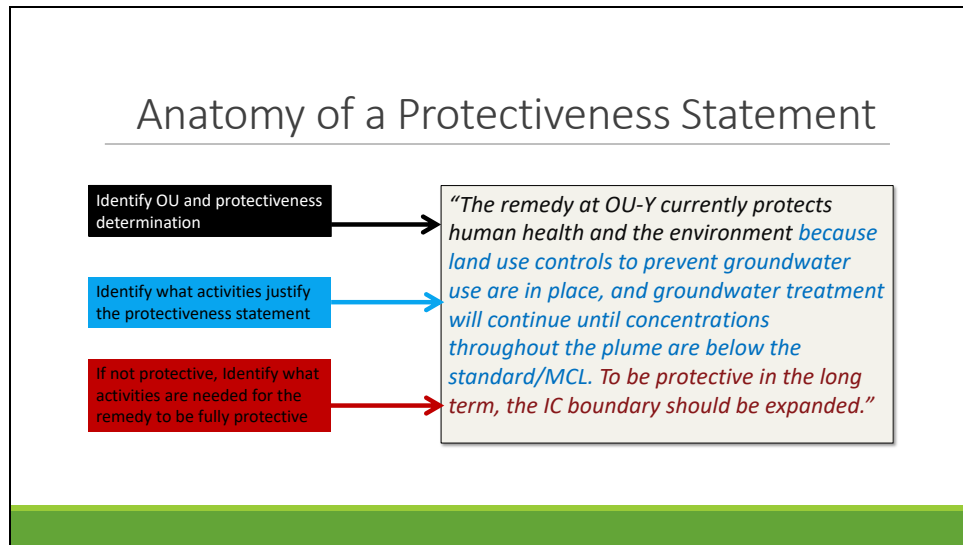 Anatomy of a Protectiveness Statement
Identify OU and protectiveness
determination
Identify what activities justify
the protectiveness statement
If not protective, Identify what
activities are needed for the
remedy to be fully protective
“The remedy at OU-Y currently protects
human health and the environment because
land use controls to prevent groundwater
use are in place, and groundwater treatment
will continue until concentrations
throughout the plume are below the
standard/MCL. To be protective in the long
term, the IC boundary should be expanded.”